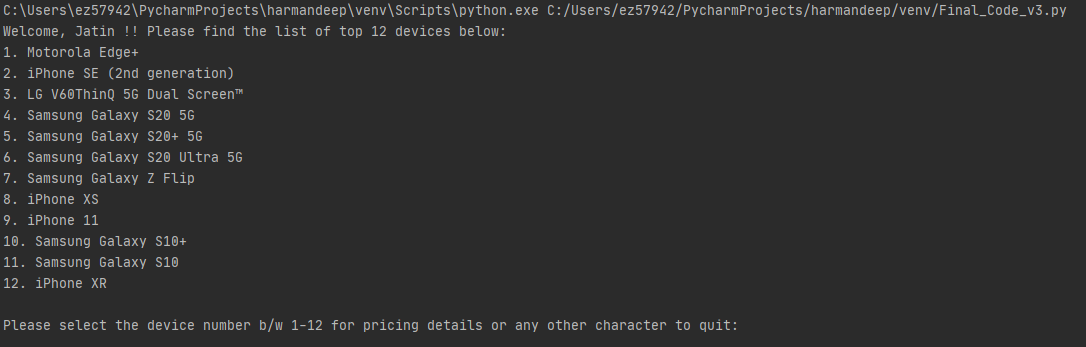 C:\Users\ez57942\PycharmProjects\harmandeep\venv\Scripts\python.exe C:/Users/ez57942/PycharmProjects/harmandeep/venv/Final_Code_v3.py
Welcome, Jatin !! Please find the list of top 12 devices below:
1. Motorola Edge+
2. iPhone SE (2nd generation)
3. LG V60ThinQ 5G Dual Screen™
4. Samsung Galaxy S20 5G
5. Samsung Galaxy S20+ 5G
6. Samsung Galaxy S20 Ultra 5G
7. Samsung Galaxy Z Flip
8. iPhone XS
9. iPhone 11
10. Samsung Galaxy S10+
11. Samsung Galaxy S10
12. iPhone XR
Please select the device number b/w 1-12 for pricing details or any other character to quit: